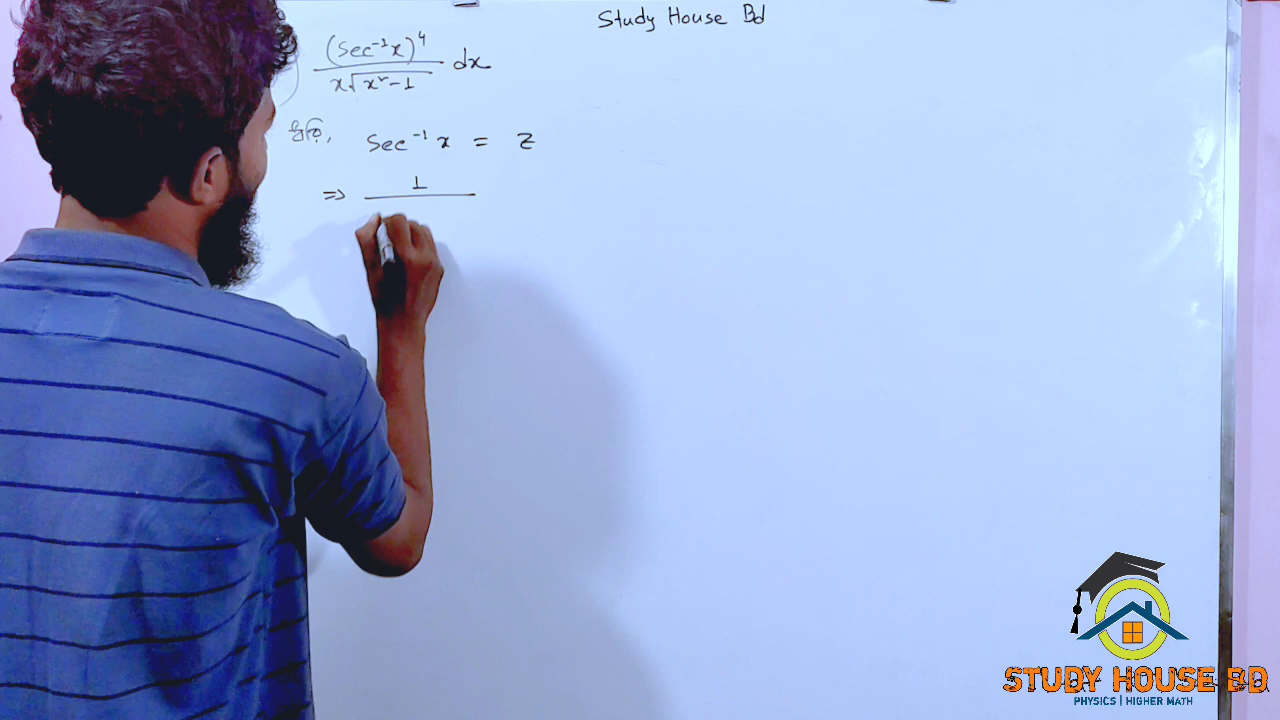 Study House Bd
(sec⁻¹x)⁴ / x√(x²-1) dx
ধরি, sec⁻¹ x = z
⇒ 1
STUDY HOUSE BD
PHYSICS | HIGHER MATH